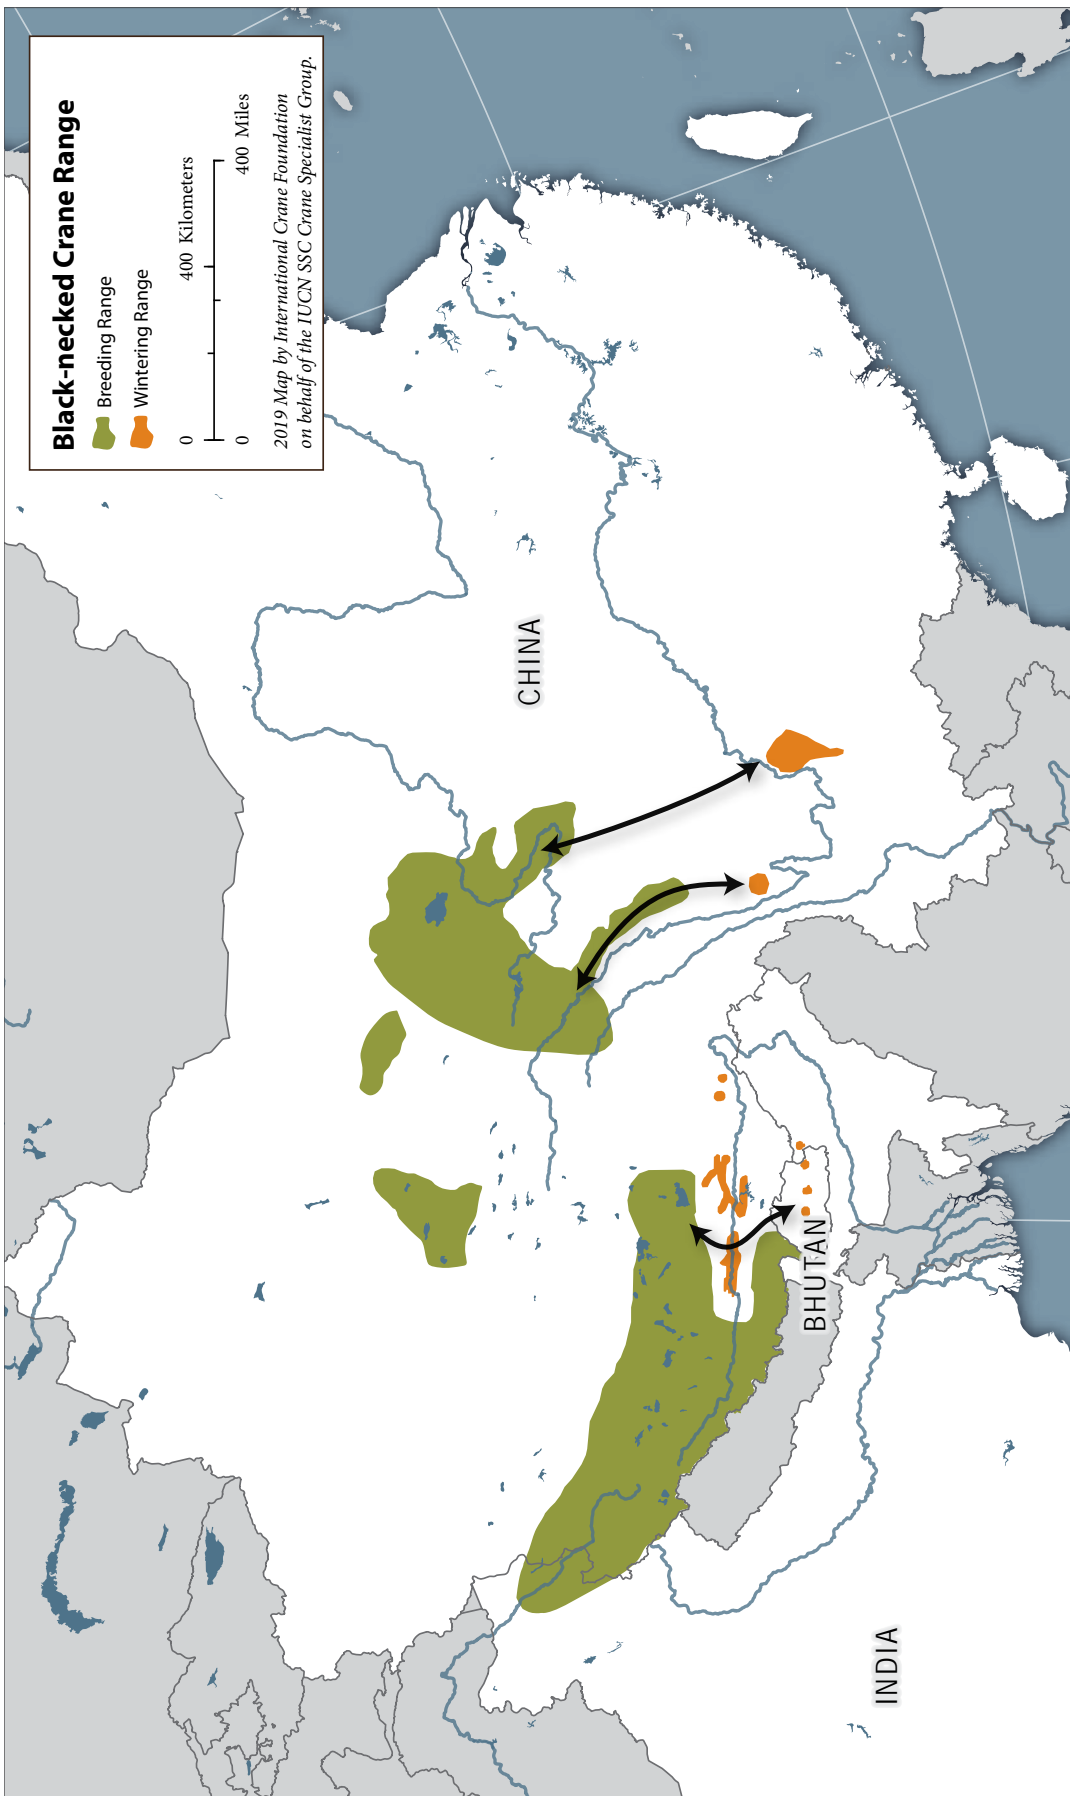 Black-necked Crane Range
Breeding Range
Wintering Range
0 400 Kilometers
0 400 Miles
2019 Map by International Crane Foundation
on behalf of the IUCN SSC Crane Specialist Group.
CHINA
BHUTAN
INDIA